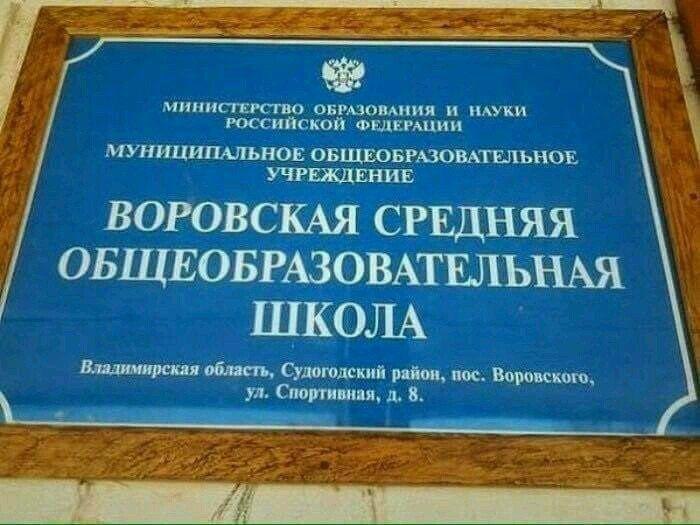 МИНИСТЕРСТВО ОБРАЗОВАНИЯ И НАУКИ
РОССИЙСКОЙ ФЕДЕРАЦИИ
МУНИЦИПАЛЬНОЕ ОБЩЕОБРАЗОВАТЕЛЬНОЕ
УЧРЕЖДЕНИЕ
ВОРОВСКАЯ СРЕДНЯЯ
ОБЩЕОБРАЗОВАТЕЛЬНАЯ
ШКОЛА
Владимирская область, Судогодский район, пос. Воровского,
ул. Спортивная, д. 8.